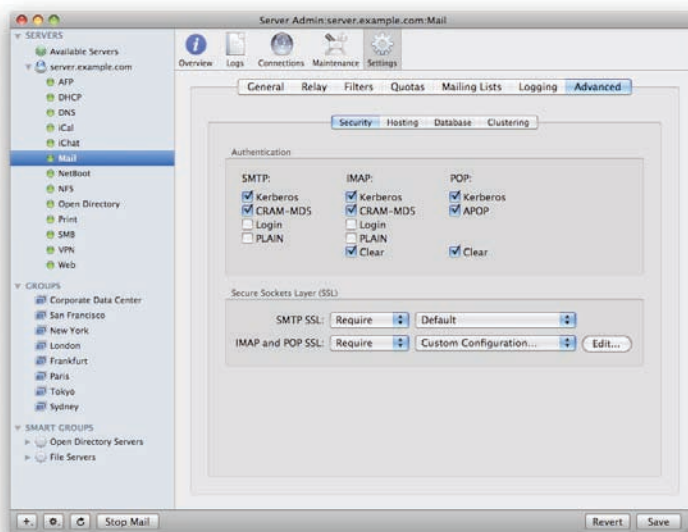 Server Admin:server.example.com:Mail
SERVERS
Available Servers
server.example.com
AFP
DHCP
DNS
iCal
iChat
Mail
NetBoot
NFS
Open Directory
Print
SMB
VPN
Web
GROUPS
Corporate Data Center
San Francisco
New York
London
Frankfurt
Paris
Tokyo
Sydney
SMART GROUPS
Open Directory Servers
File Servers
Overview Logs Connections Maintenance Settings
General Relay Filters Quotas Mailing Lists Logging Advanced
Security Hosting Database Clustering
Authentication
SMTP: IMAP: POP:
Kerberos Kerberos Kerberos
CRAM-MD5 CRAM-MD5 APOP
Login Login
PLAIN PLAIN
Clear Clear
Secure Sockets Layer (SSL)
SMTP SSL: Require Default
IMAP and POP SSL: Require Custom Configuration... Edit...
Stop Mail Revert Save